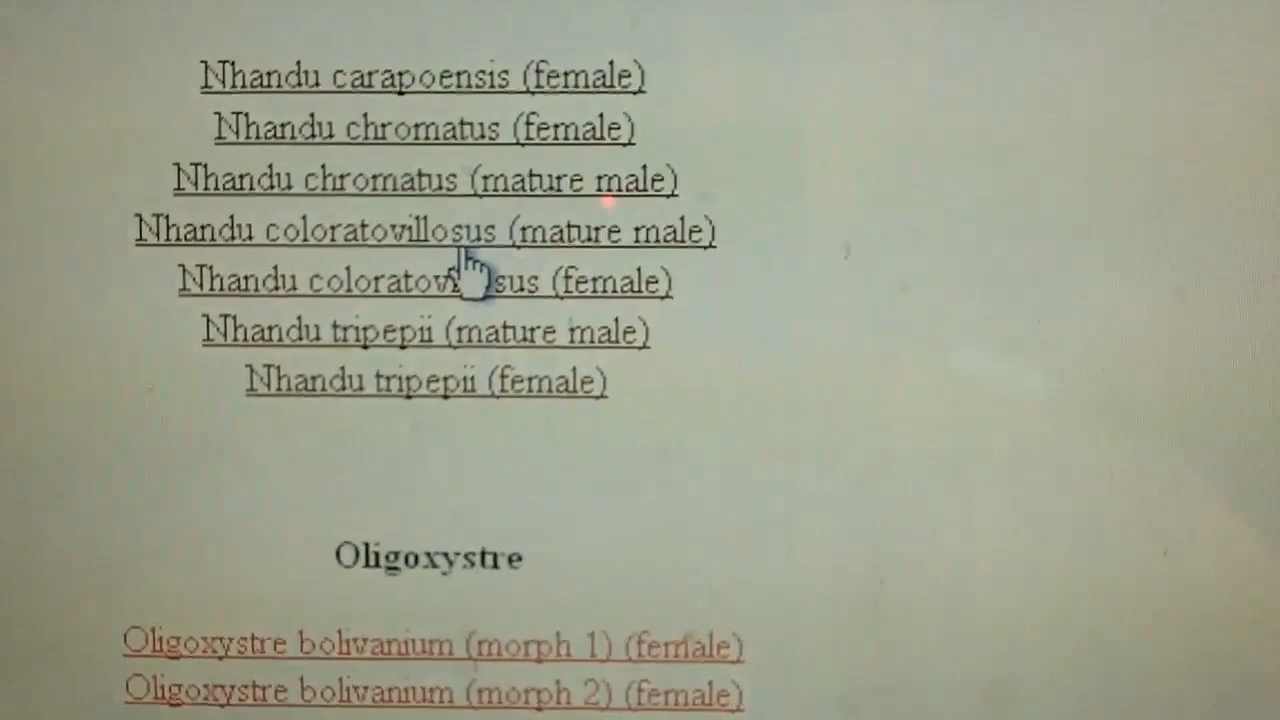 Nhandu carapoensis (female)
Nhandu chromatus (female)
Nhandu chromatus (mature male)
Nhandu coloratovillosus (mature male)
Nhandu coloratovillosus (female)
Nhandu tripepii (mature male)
Nhandu tripepii (female)
Oligoxystre
Oligoxystre bolivanium (morph 1) (female)
Oligoxystre bolivanium (morph 2) (female)